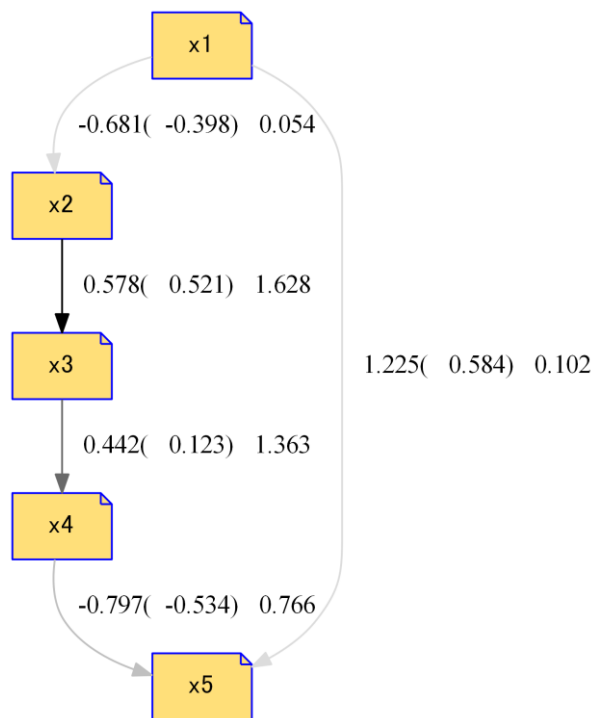 x1
-0.681( -0.398) 0.054
x2
0.578( 0.521) 1.628
x3
1.225( 0.584) 0.102
0.442( 0.123) 1.363
x4
-0.797( -0.534) 0.766
x5